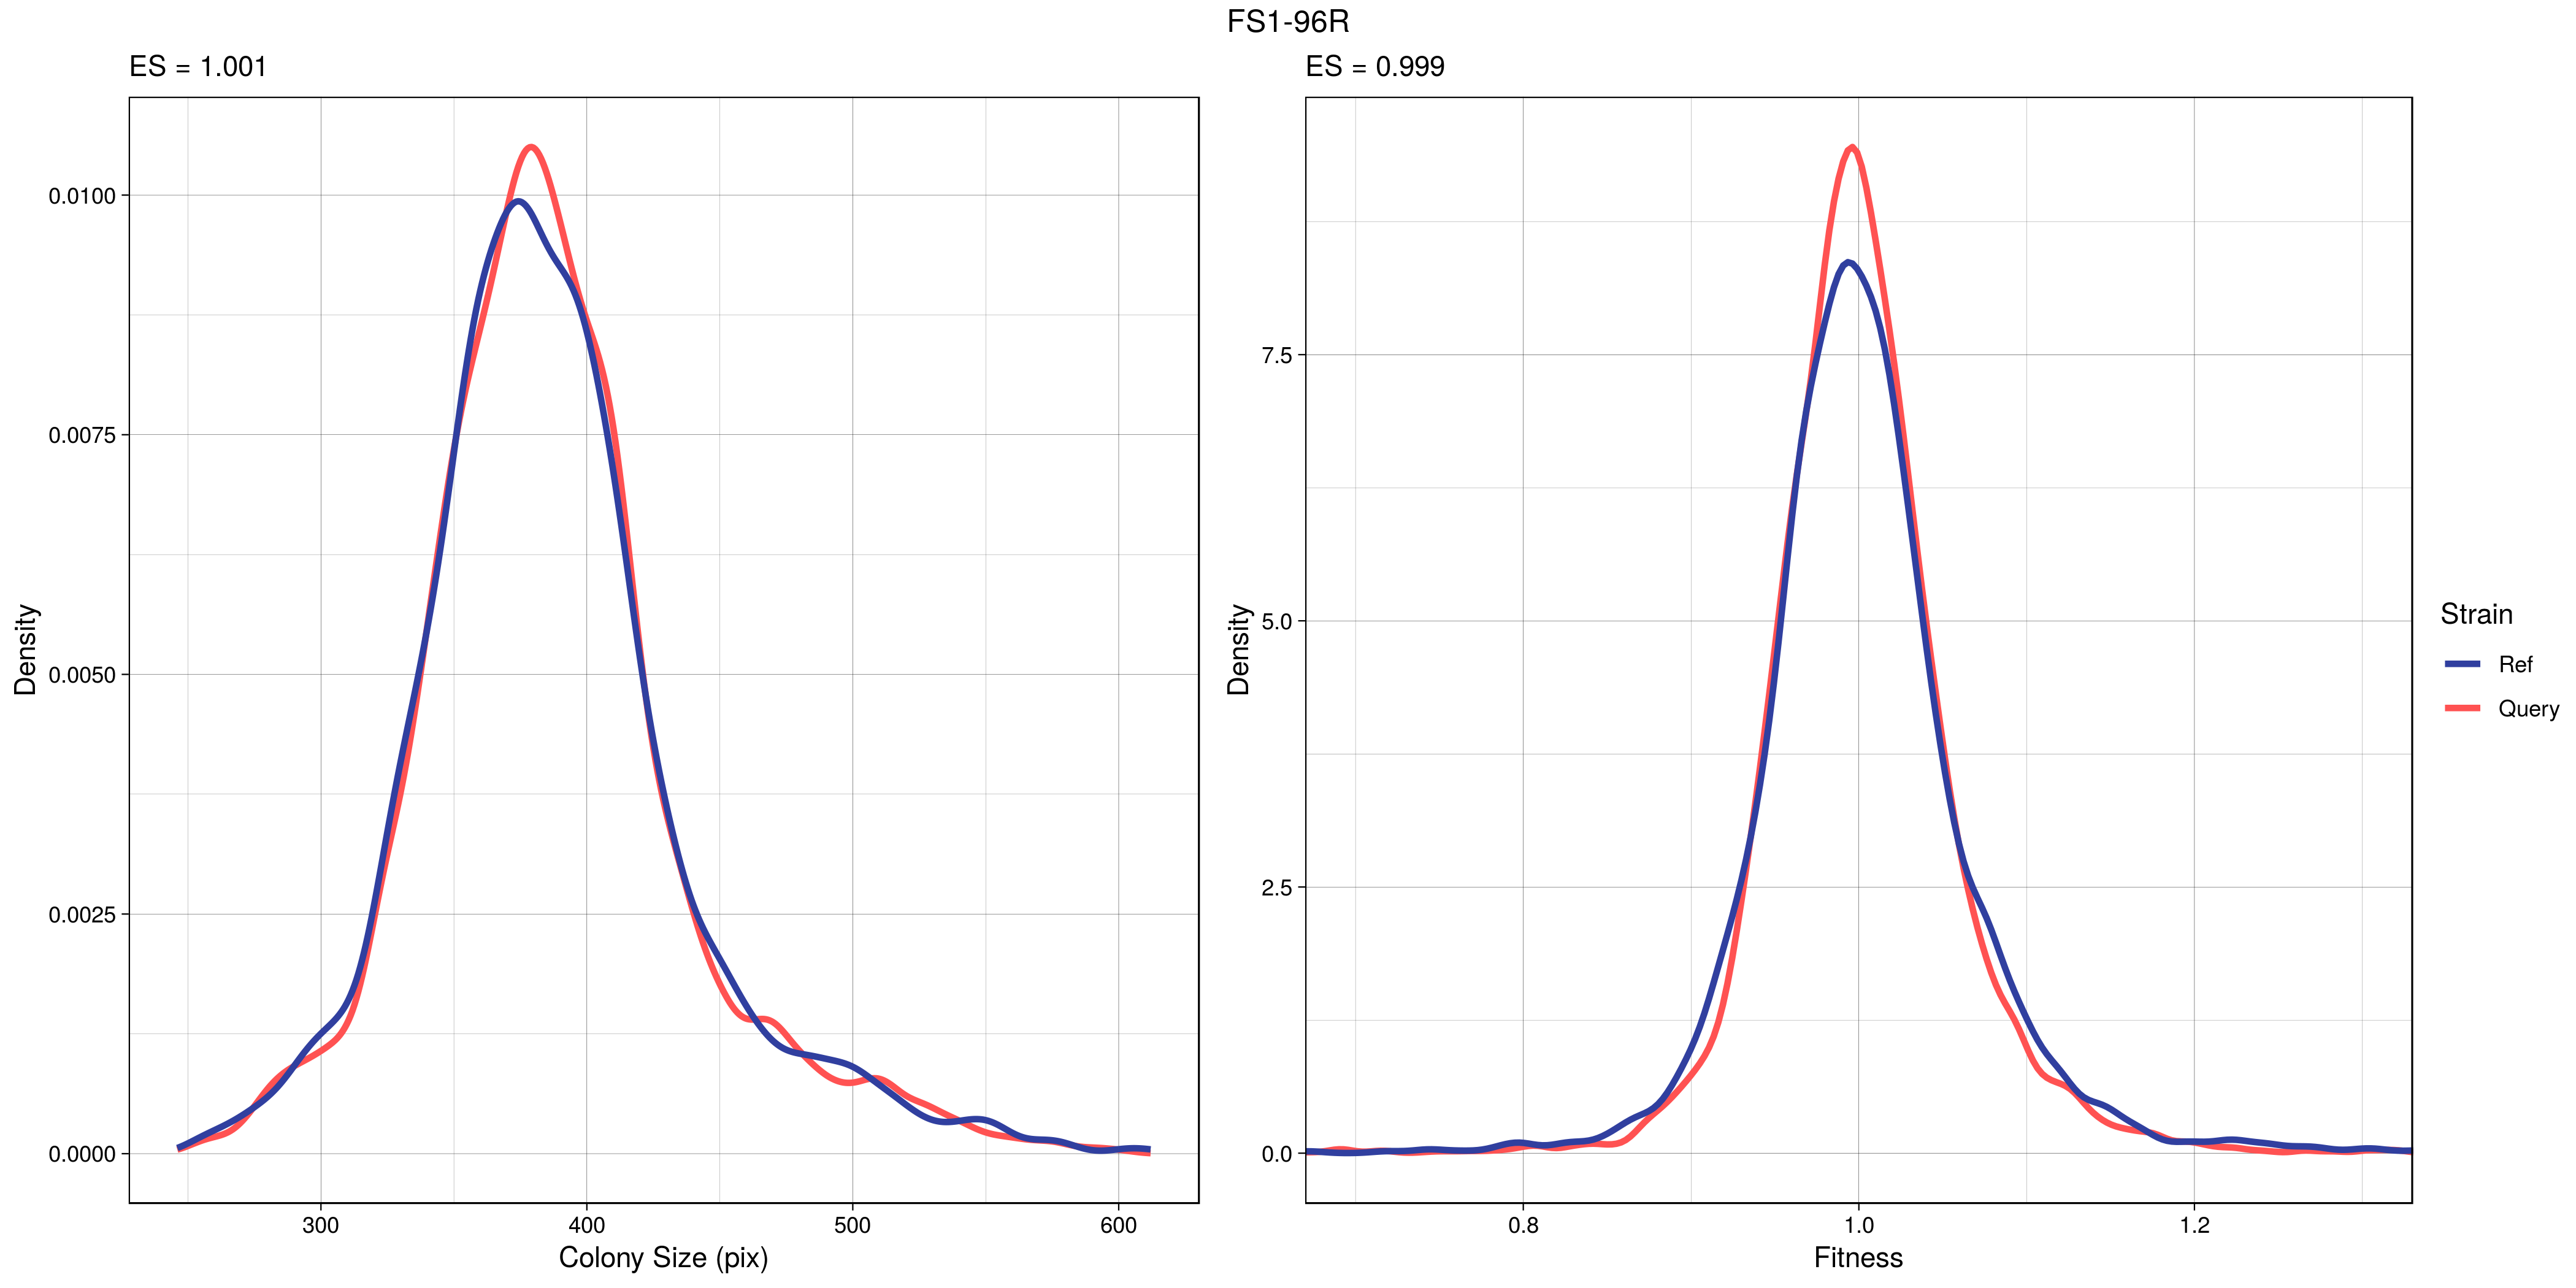 FS1-96R
ES = 1.001
Density
0.0100
0.0075
0.0050
0.0025
0.0000
300 400 500 600
Colony Size (pix)
ES = 0.999
Density
7.5
5.0
2.5
0.0
0.8 1.0 1.2
Fitness
Strain
Ref
Query